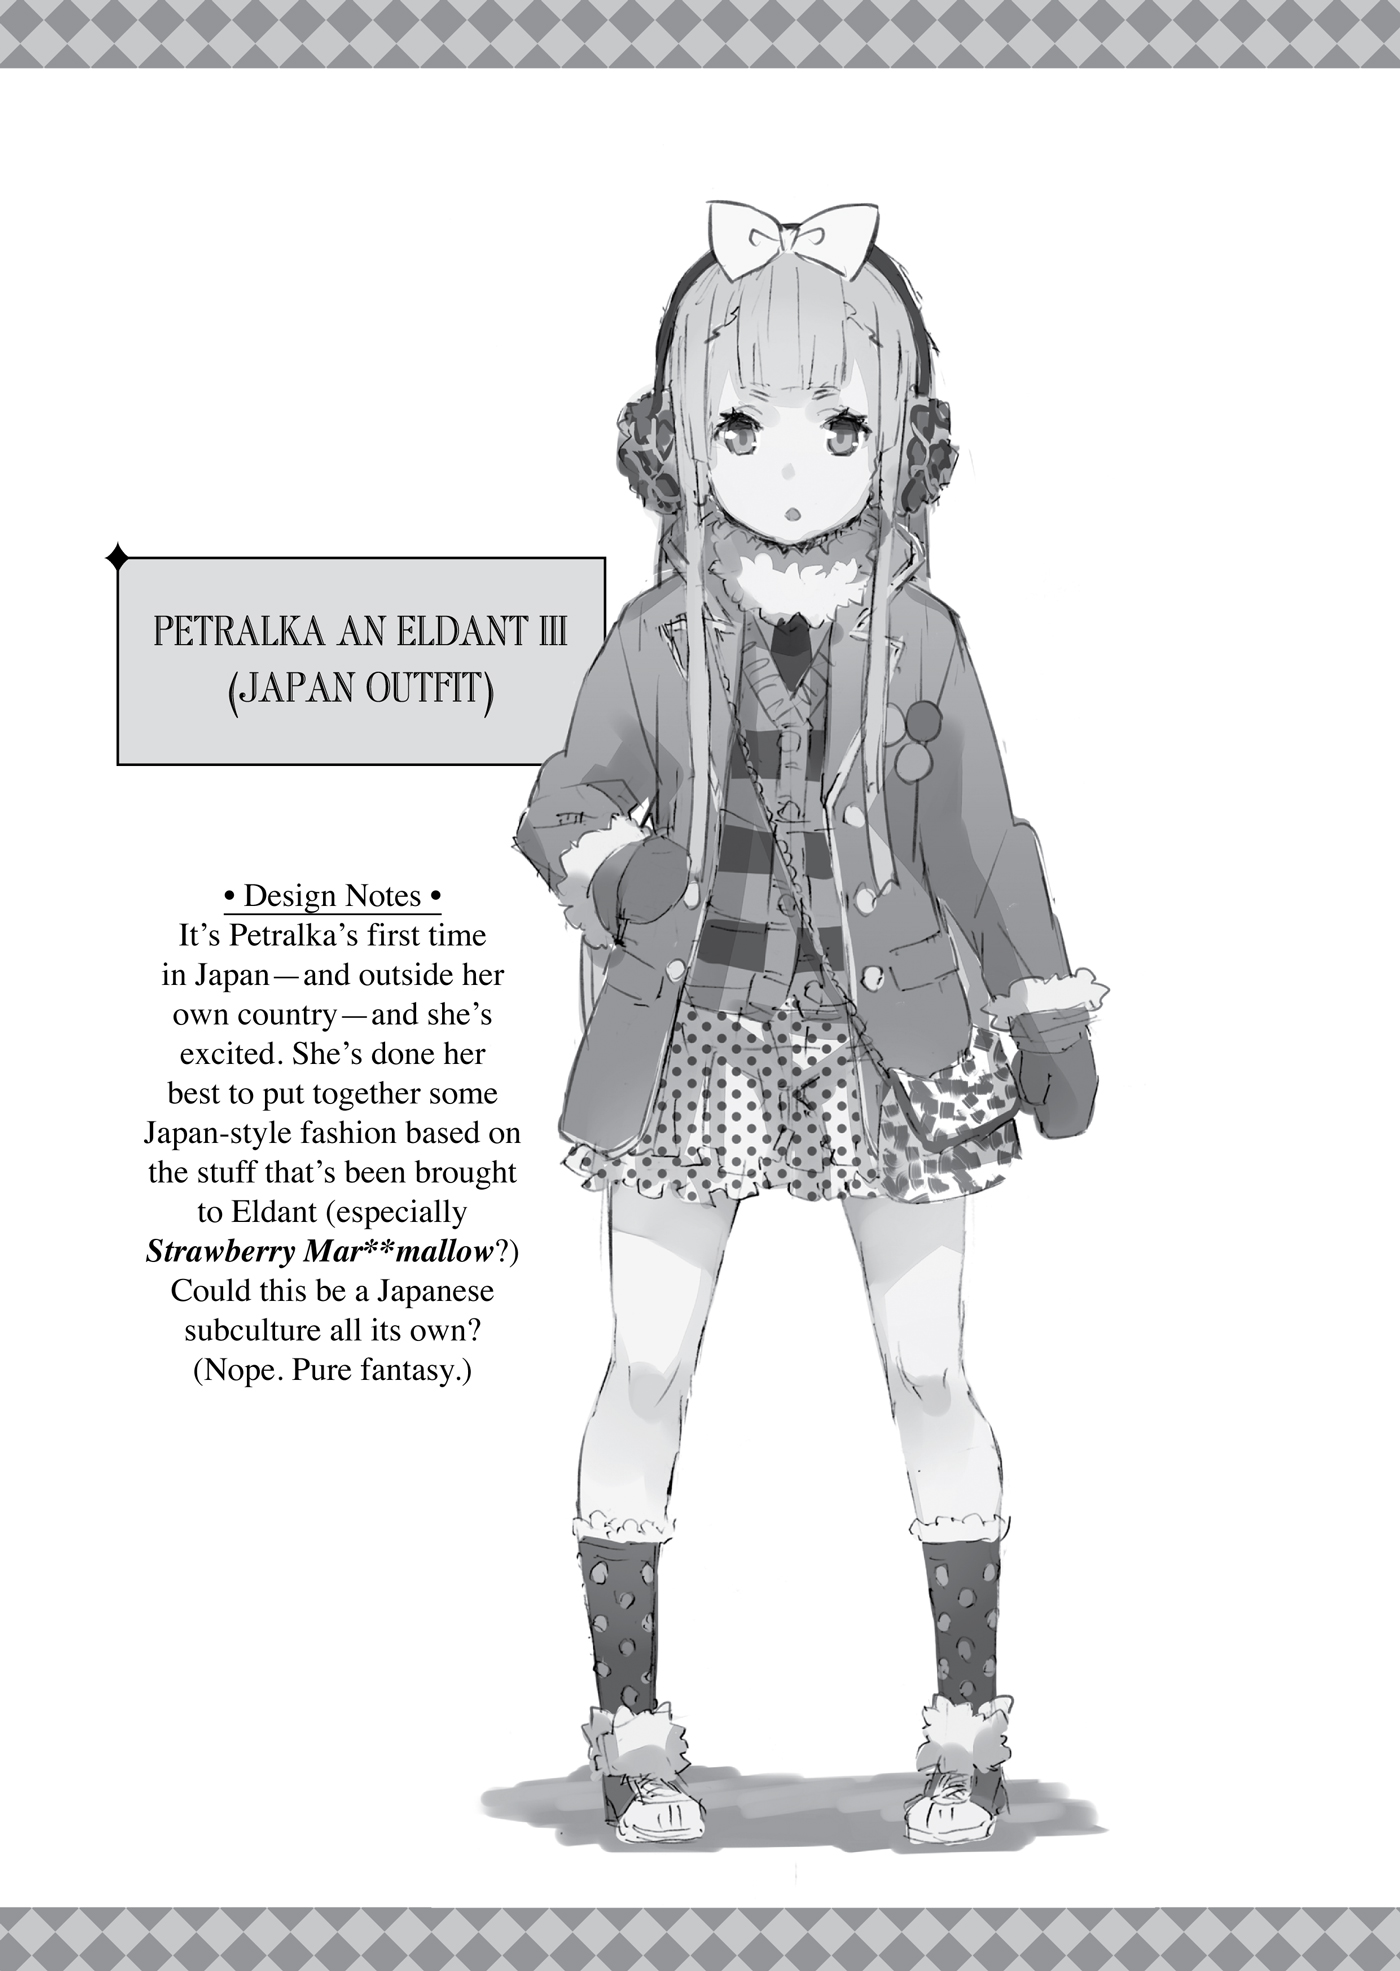 PETRALKA AN ELDANT III
(JAPAN OUTFIT)
• Design Notes •
It’s Petralka’s first time
in Japan—and outside her
own country—and she’s
excited. She’s done her
best to put together some
Japan-style fashion based on
the stuff that’s been brought
to Eldant (especially
Strawberry Mar**mallow?)
Could this be a Japanese
subculture all its own?
(Nope. Pure fantasy.)